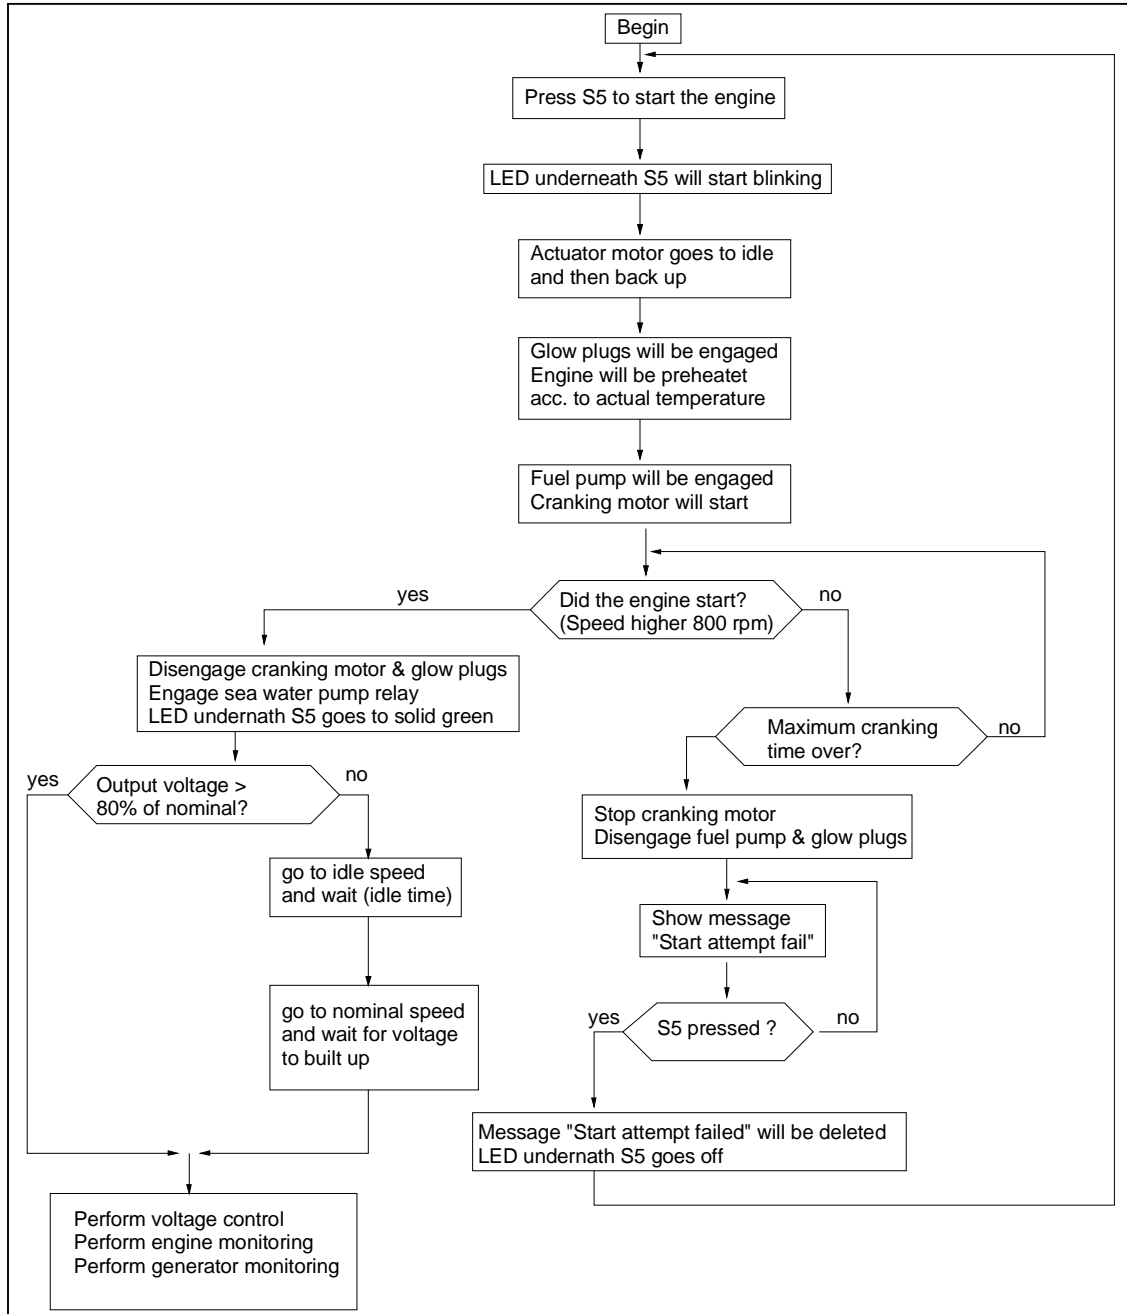 Begin
Press S5 to start the engine
LED underneath S5 will start blinking
Actuator motor goes to idle
and then back up
Glow plugs will be engaged
Engine will be preheatet
acc. to actual temperature
Fuel pump will be engaged
Cranking motor will start
Did the engine start?
(Speed higher 800 rpm)
yes
no
Disengage cranking motor & glow plugs
Engage sea water pump relay
LED undernath S5 goes to solid green
Maximum cranking
time over?
no
Output voltage >
80% of nominal?
yes
no
Stop cranking motor
Disengage fuel pump & glow plugs
go to idle speed
and wait (idle time)
Show message
"Start attempt fail"
go to nominal speed
and wait for voltage
to built up
S5 pressed ?
yes
no
Message "Start attempt failed" will be deleted
LED undernath S5 goes off
Perform voltage control
Perform engine monitoring
Perform generator monitoring